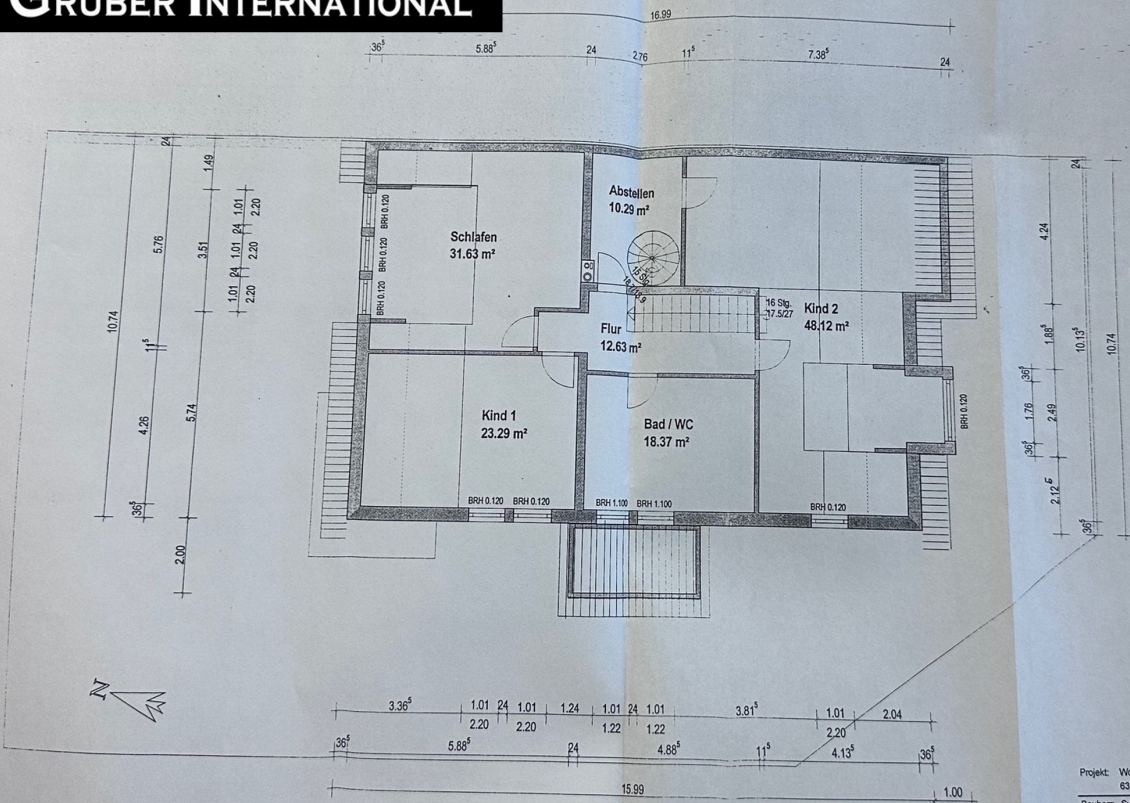 GRUBER INTERNATIONAL
16.99
36⁵ 5.88⁵ 24 2.76 11⁵ 7.38⁵ 24
24
1.49
1.01 2.20
24
5.76 3.51 1.01 2.20
24
1.01 2.20
10.74
11⁵
5.74
4.26
36⁵
2.00
Abstellen
10.29 m²
Schlafen
31.63 m²
BRH 0.120
BRH 0.120
BRH 0.120
16 Stg.
17.5/27
Kind 2
48.12 m²
Flur
12.63 m²
Kind 1
23.29 m²
Bad / WC
18.37 m²
BRH 0.120 BRH 0.120 BRH 1.100 BRH 1.100 BRH 0.120
BRH 0.120
24
4.24
1.88⁵ 10.13⁵ 10.74
36⁵
1.76 2.49
36⁵
2.12⁵
36⁵
N
3.36⁵ 1.01 24 1.01 1.24 1.01 24 1.01 3.81⁵ 1.01 2.04
2.20 2.20 1.22 1.22 2.20
36⁵ 5.88⁵ 24 4.88⁵ 11⁵ 4.13⁵ 36⁵
15.99 1.00
Projekt: Wo
63